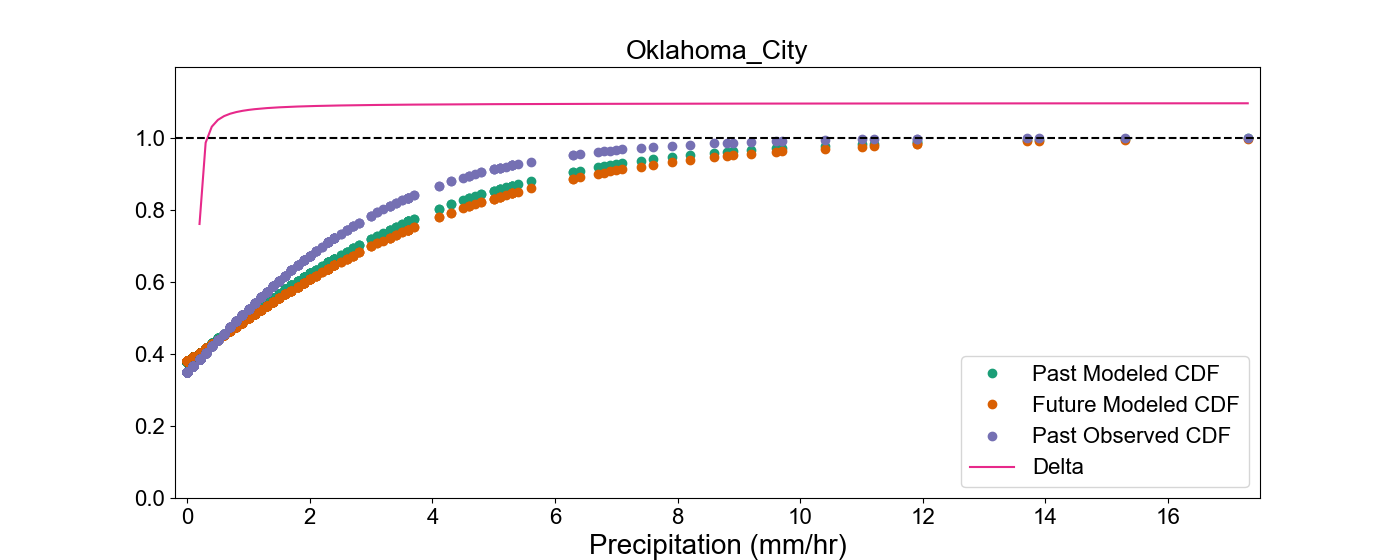 Oklahoma_City
1.0
0.8
0.6
0.4
0.2
0.0
Past Modeled CDF
Future Modeled CDF
Past Observed CDF
Delta
0 2 4 6 8 10 12 14 16
Precipitation (mm/hr)